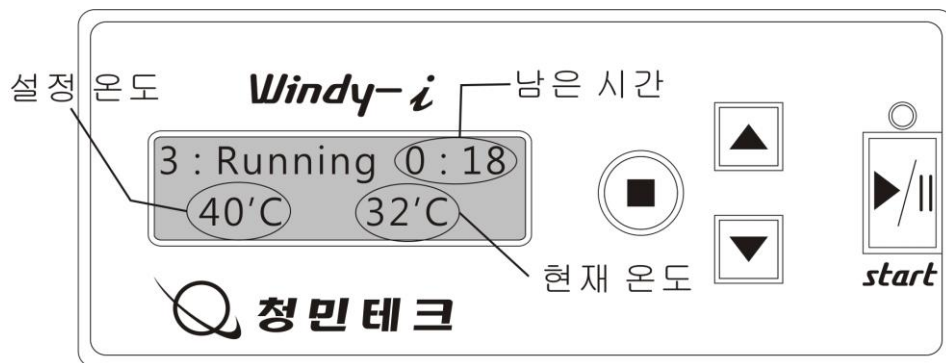 설정 온도
Windy-i
남은 시간
3 : Running 0 : 18
40'C 32'C
현재 온도
start
청민테크